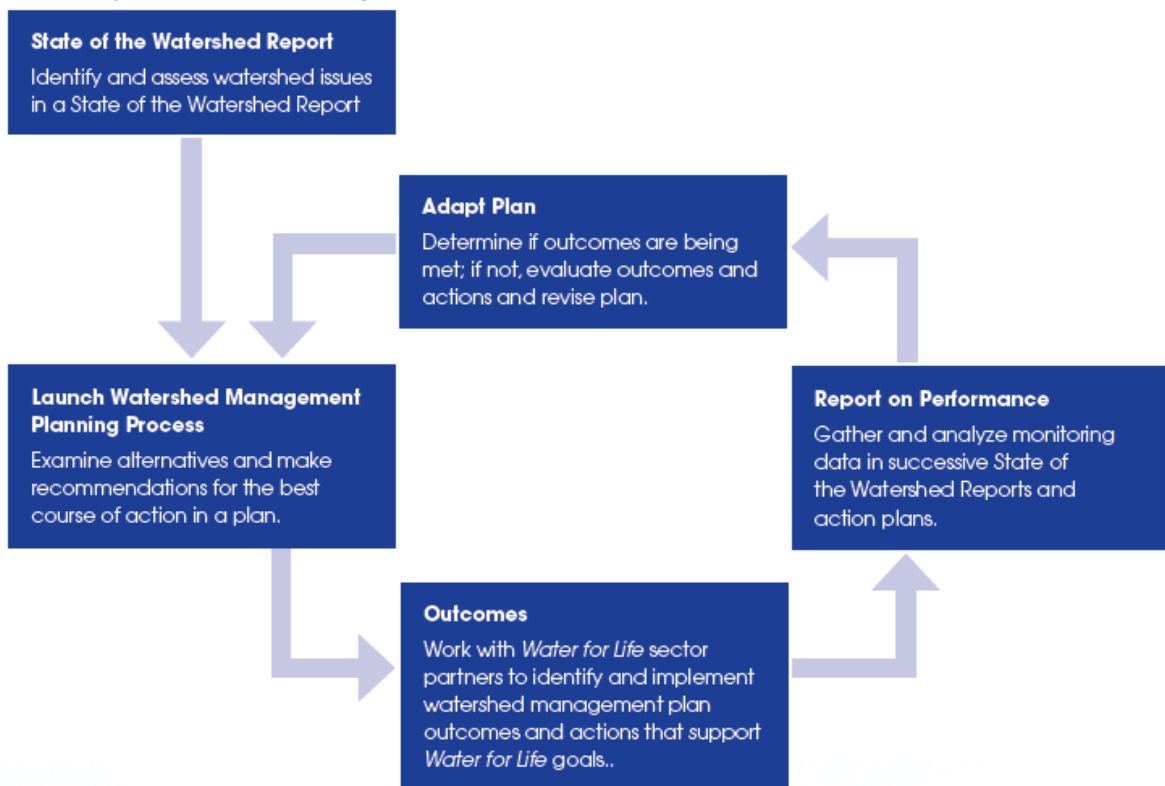 State of the Watershed Report
Identify and assess watershed issues
in a State of the Watershed Report
Adapt Plan
Determine if outcomes are being
met; if not, evaluate outcomes and
actions and revise plan.
Launch Watershed Management
Planning Process
Examine alternatives and make
recommendations for the best
course of action in a plan.
Report on Performance
Gather and analyze monitoring
data in successive State of
the Watershed Reports and
action plans.
Outcomes
Work with Water for Life sector
partners to identify and implement
watershed management plan
outcomes and actions that support
Water for Life goals..